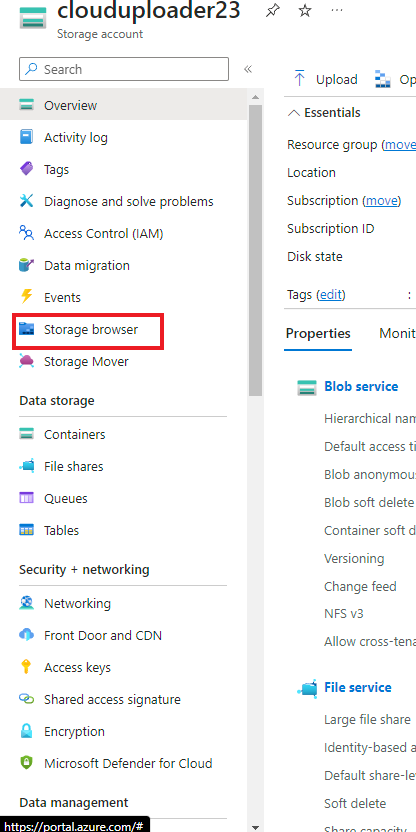 clouduploader23
Storage account
Search
Overview
Activity log
Tags
Diagnose and solve problems
Access Control (IAM)
Data migration
Events
Storage browser
Storage Mover
Data storage
Containers
File shares
Queues
Tables
Security + networking
Networking
Front Door and CDN
Access keys
Shared access signature
Encryption
Microsoft Defender for Cloud
Data management
https://portal.azure.com/#
Upload
Op
Essentials
Resource group (move
Location
Subscription (move)
Subscription ID
Disk state
Tags (edit) :
Properties Monit
Blob service
Hierarchical nam
Default access ti
Blob anonymous
Blob soft delete
Container soft d
Versioning
Change feed
NFS v3
Allow cross-tena
File service
Large file share
Identity-based a
Default share-le
Soft delete
Share capacity